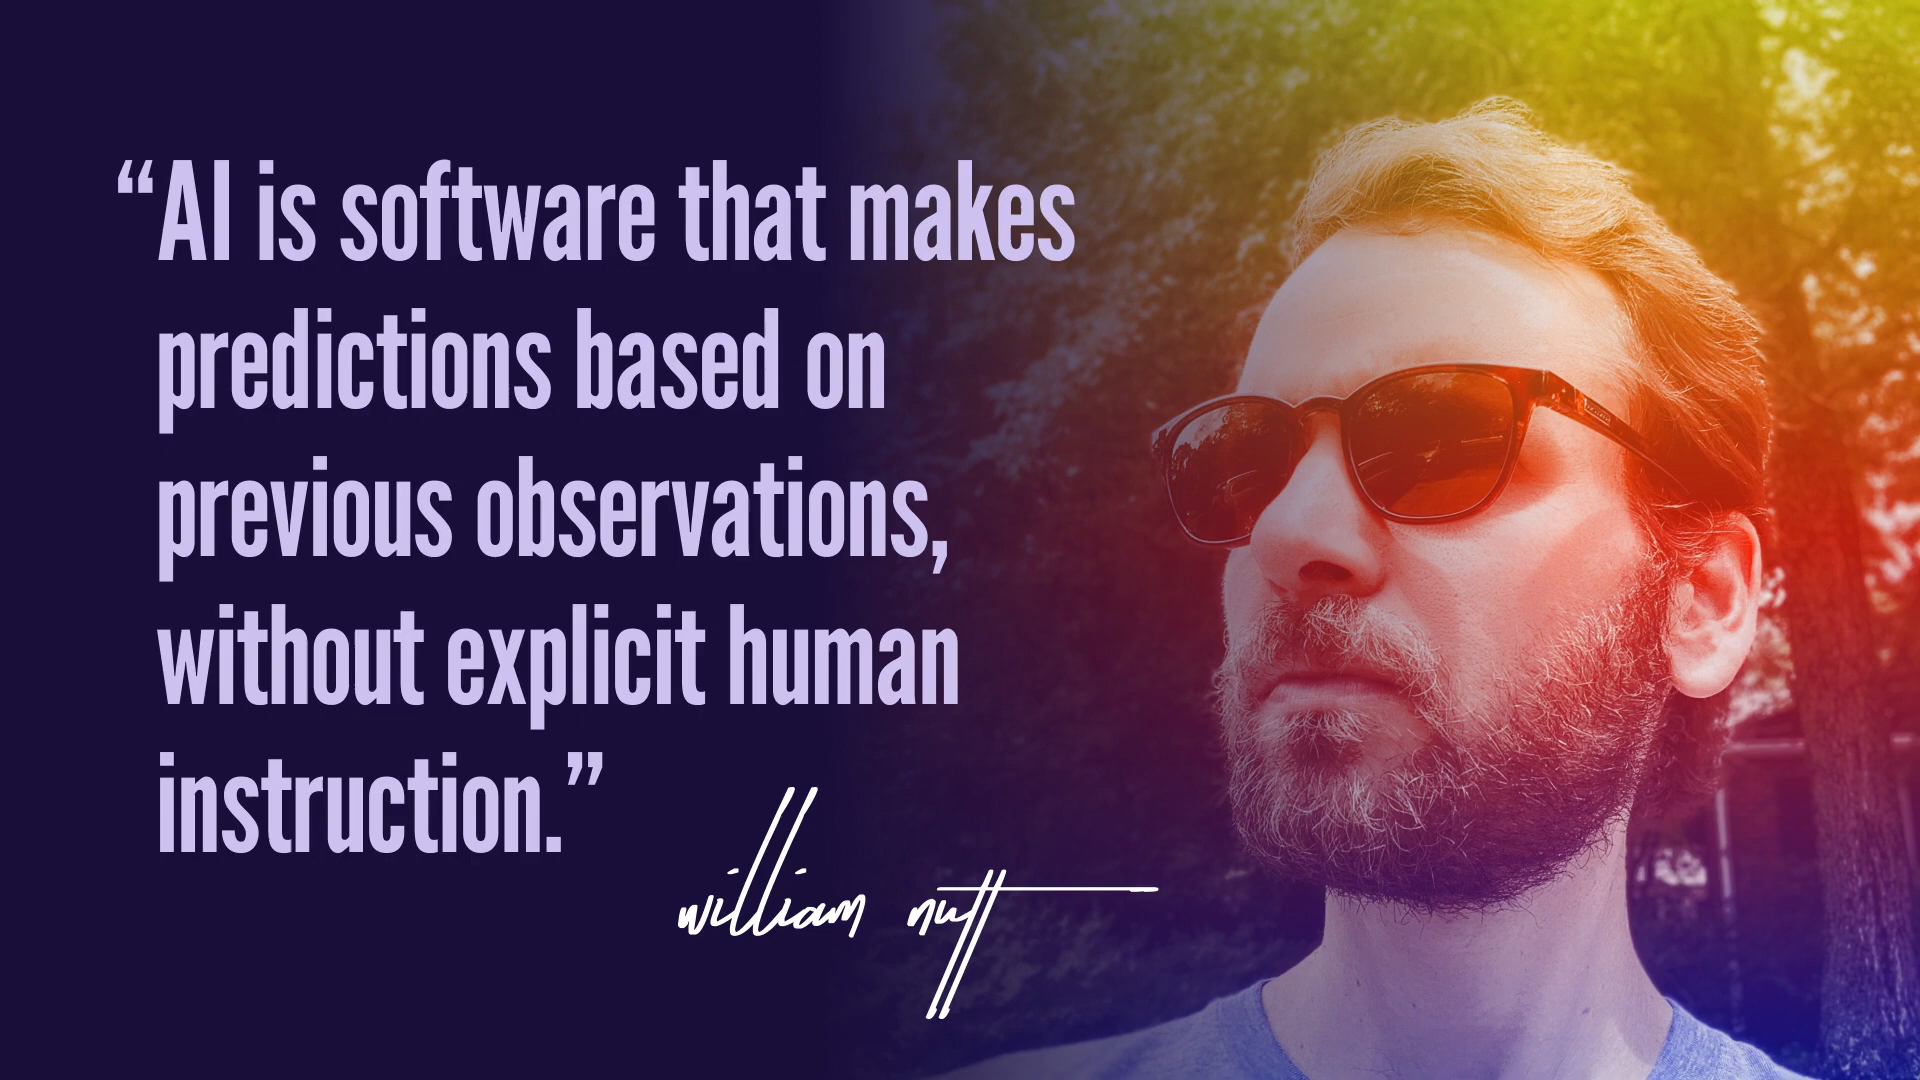 “AI is software that makes
predictions based on
previous observations,
without explicit human
instruction.”
william nutt